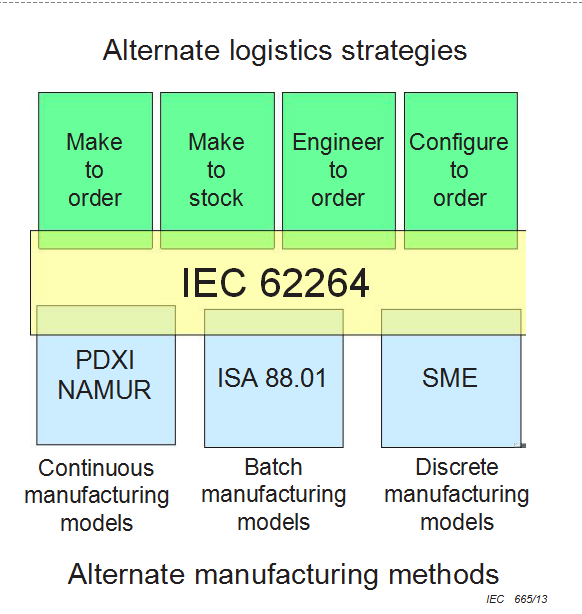 Alternate logistics strategies
Make
to
order
Make
to
stock
Engineer
to
order
Configure
to
order
IEC 62264
PDXI
NAMUR
ISA 88.01
SME
Continuous
manufacturing
models
Batch
manufacturing
models
Discrete
manufacturing
models
Alternate manufacturing methods
IEC 665/13